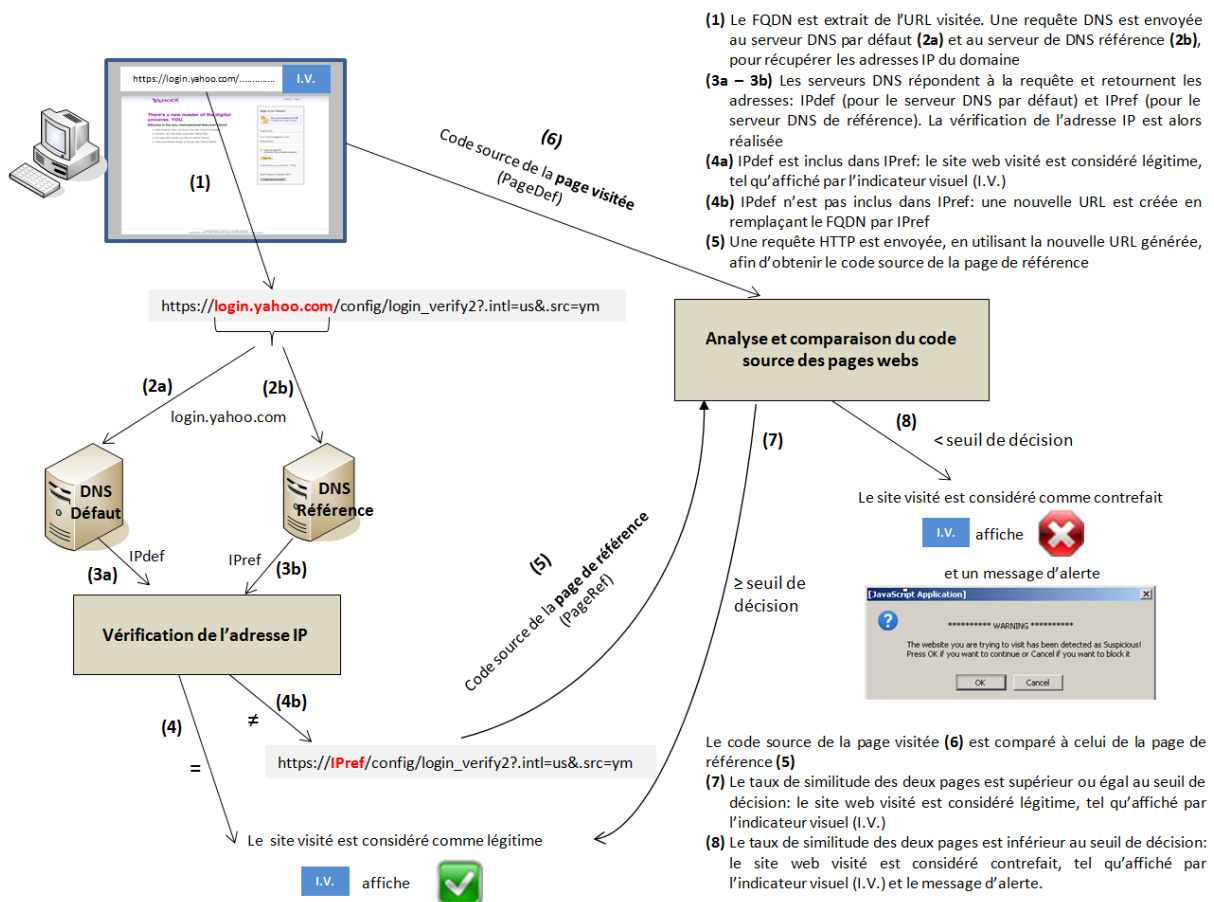 (1) Le FQDN est extrait de l'URL visitée. Une requête DNS est envoyée
au serveur DNS par défaut (2a) et au serveur de DNS référence (2b),
pour récupérer les adresses IP du domaine
(3a – 3b) Les serveurs DNS répondent à la requête et retournent les
adresses: IPdef (pour le serveur DNS par défaut) et IPref (pour le
serveur DNS de référence). La vérification de l'adresse IP est alors
réalisée
(4a) IPdef est inclus dans IPref: le site web visité est considéré légitime,
tel qu'affiché par l'indicateur visuel (I.V.)
(4b) IPdef n'est pas inclus dans IPref: une nouvelle URL est créée en
remplaçant le FQDN par IPref
(5) Une requête HTTP est envoyée, en utilisant la nouvelle URL générée,
afin d'obtenir le code source de la page de référence
https://login.yahoo.com/.............
I.V.
YAHOO!
There's a new master of the digital
universe. YOU.
(1)
(6)
Code source de la page visitée
(PageDef)
https://login.yahoo.com/config/login_verify2?.intl=us&.src=ym
Analyse et comparaison du code
source des pages webs
(2a)
(2b)
login.yahoo.com
DNS
Défaut
DNS
Référence
IPdef
(3a)
IPref
(3b)
Vérification de l'adresse IP
(4)
=
(4b)
≠
https://IPref/config/login_verify2?.intl=us&.src=ym
(5)
Code source de la page de référence
(PageRef)
(7)
≥ seuil de
décision
(8)
< seuil de décision
Le site visité est considéré comme contrefait
I.V. affiche
et un message d'alerte
[JavaScript Application]
********** WARNING **********
The website you are trying to visit has been detected as Suspicious!
Press OK if you want to continue or Cancel if you want to block it
OK
Cancel
Le site visité est considéré comme légitime
I.V. affiche
Le code source de la page visitée (6) est comparé à celui de la page de
référence (5)
(7) Le taux de similitude des deux pages est supérieur ou égal au seuil de
décision: le site web visité est considéré légitime, tel qu'affiché par
l'indicateur visuel (I.V.)
(8) Le taux de similitude des deux pages est inférieur au seuil de décision:
le site web visité est considéré contrefait, tel qu'affiché par
l'indicateur visuel (I.V.) et le message d'alerte.